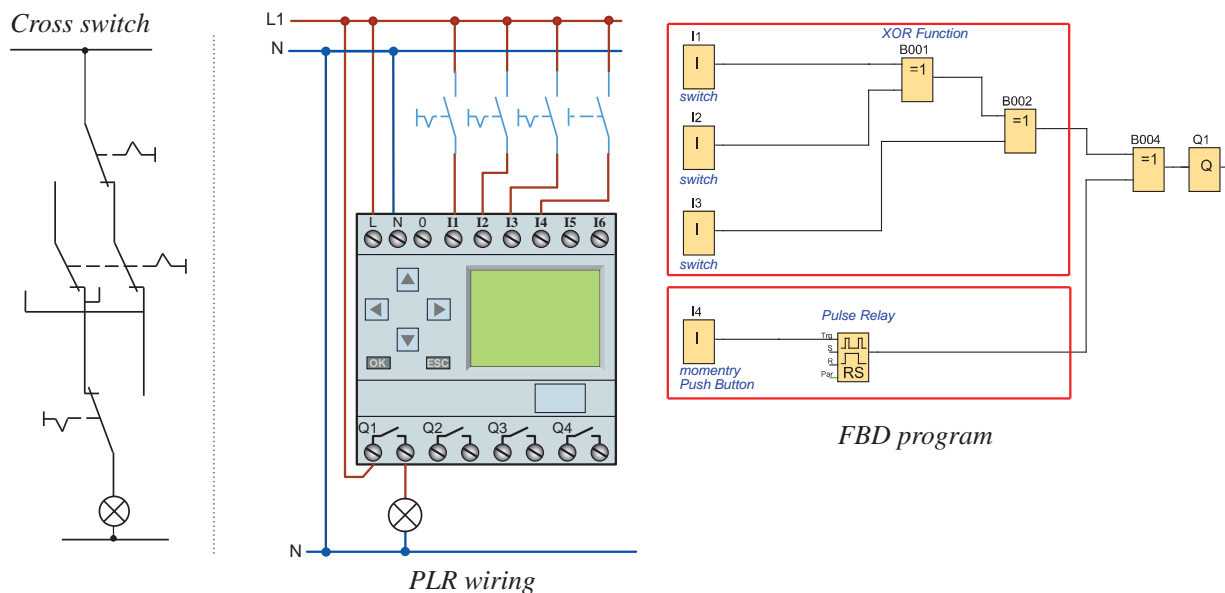 Cross switch
L1
N
L N 0 I1 I2 I3 I4 I5 I6
OK ESC
Q1 Q2 Q3 Q4
N
PLR wiring
XOR Function
I1
I
switch
B001
=1
I2
I
switch
B002
=1
I3
I
switch
B004
=1
Q1
Q
Pulse Relay
I4
I
momentry
Push Button
Trg
S
R
Par
RS
FBD program